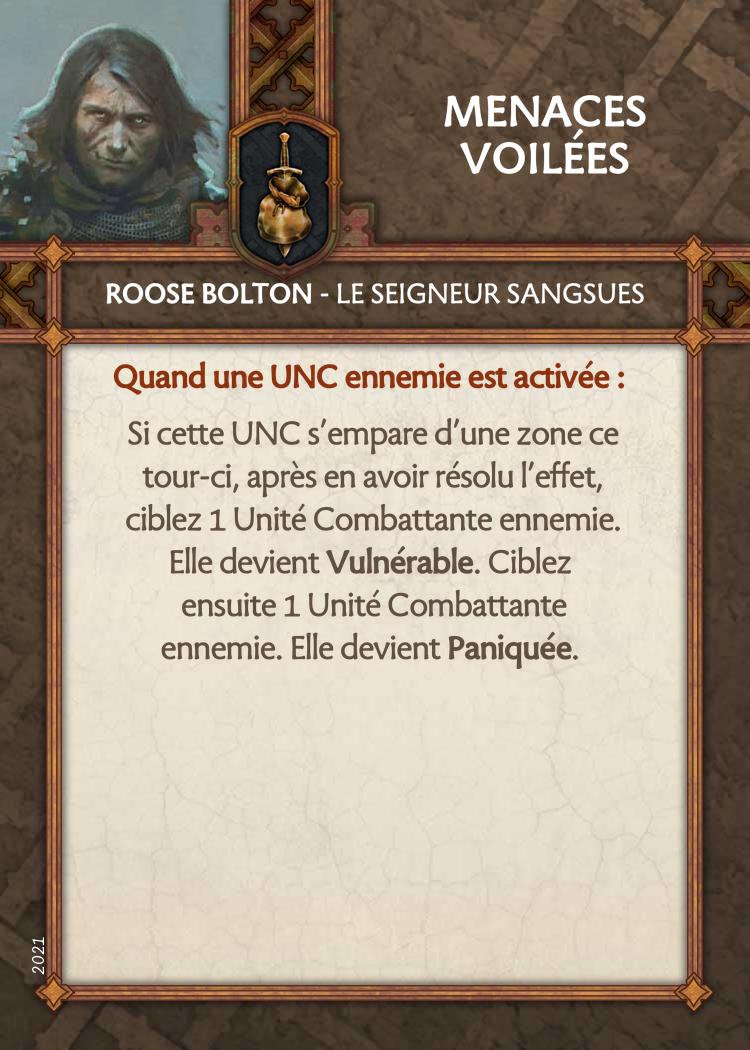 MENACES
VOILÉES
ROOSE BOLTON - LE SEIGNEUR SANGSUES
Quand une UNC ennemie est activée :
Si cette UNC s'empare d'une zone ce
tour-ci, après en avoir résolu l'effet,
ciblez 1 Unité Combattante ennemie.
Elle devient Vulnérable. Ciblez
ensuite 1 Unité Combattante
ennemie. Elle devient Paniquée.
2021